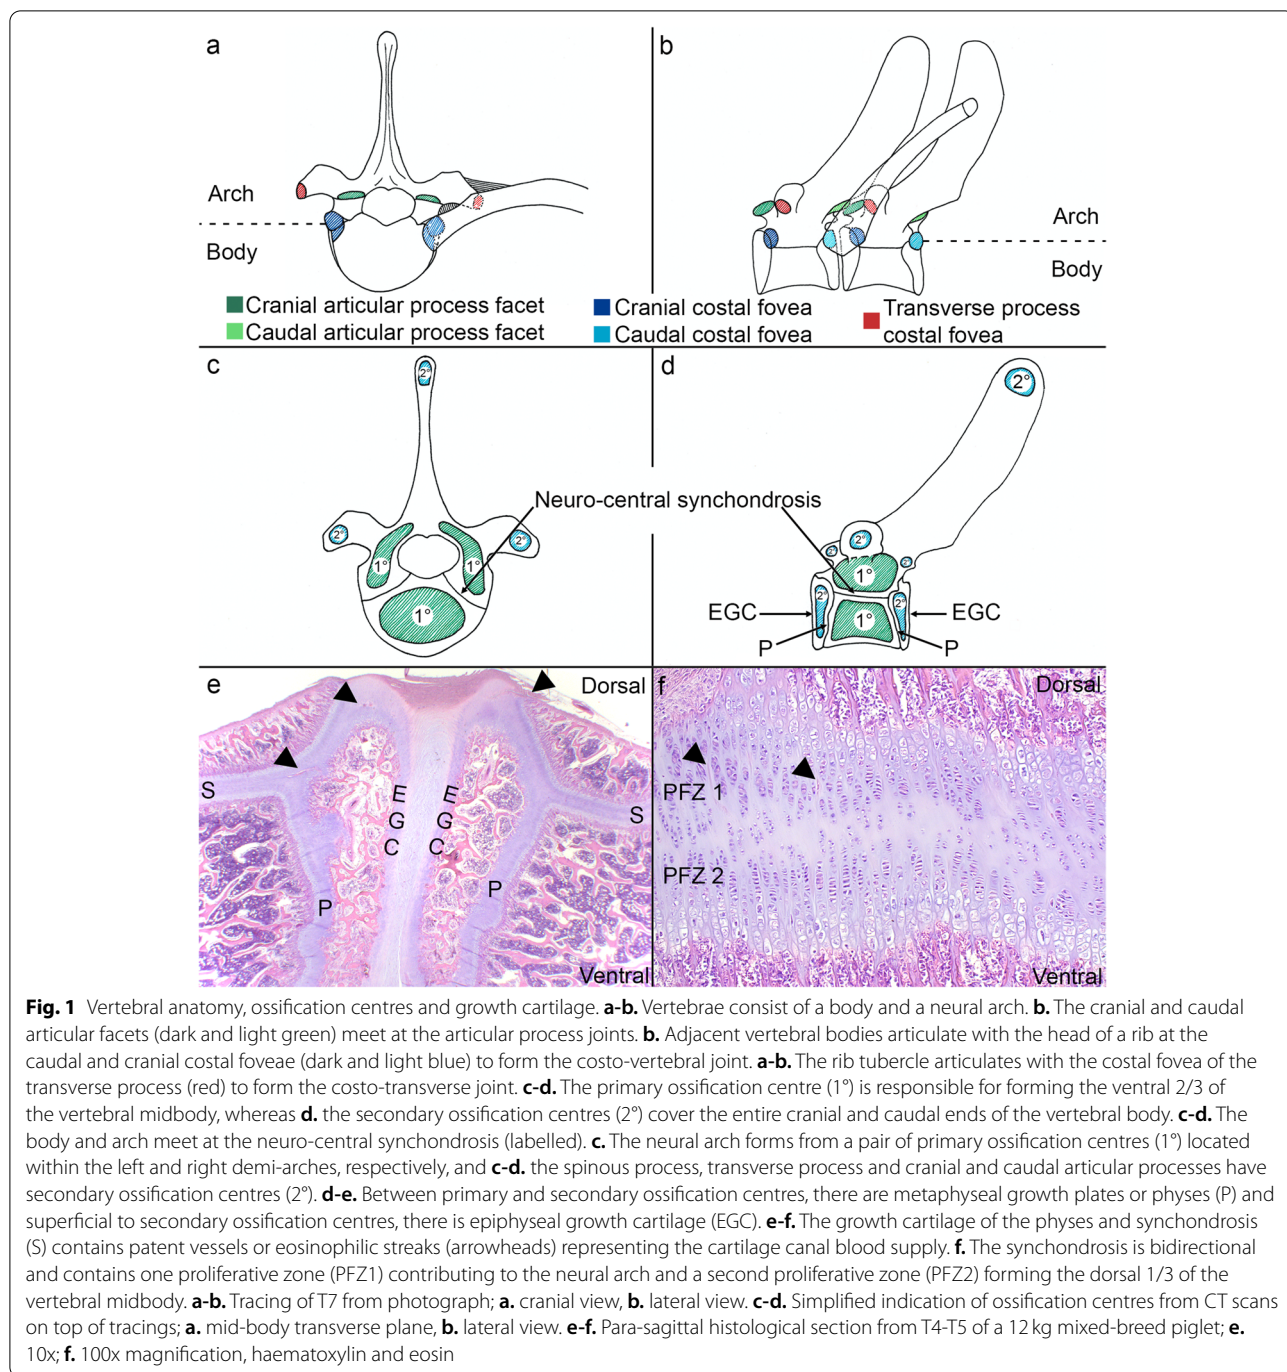 a
b
Arch
Body
Arch
Body
Cranial articular process facet
Caudal articular process facet
Cranial costal fovea
Caudal costal fovea
Transverse process
costal fovea
c
2°
2°
2°
1°
1°
1°
Neuro-central synchondrosis
d
2°
2°
2°
2°
1°
2°
2°
1°
EGC
EGC
P
P
e
Dorsal
S
S
E
G
C
E
G
C
P
P
Ventral
f
Dorsal
PFZ 1
PFZ 2
Ventral
Fig. 1 Vertebral anatomy, ossification centres and growth cartilage. a-b. Vertebrae consist of a body and a neural arch. b. The cranial and caudal
articular facets (dark and light green) meet at the articular process joints. b. Adjacent vertebral bodies articulate with the head of a rib at the
caudal and cranial costal foveae (dark and light blue) to form the costo-vertebral joint. a-b. The rib tubercle articulates with the costal fovea of the
transverse process (red) to form the costo-transverse joint. c-d. The primary ossification centre (1°) is responsible for forming the ventral 2/3 of
the vertebral midbody, whereas d. the secondary ossification centres (2°) cover the entire cranial and caudal ends of the vertebral body. c-d. The
body and arch meet at the neuro-central synchondrosis (labelled). c. The neural arch forms from a pair of primary ossification centres (1°) located
within the left and right demi-arches, respectively, and c-d. the spinous process, transverse process and cranial and caudal articular processes have
secondary ossification centres (2°). d-e. Between primary and secondary ossification centres, there are metaphyseal growth plates or physes (P) and
superficial to secondary ossification centres, there is epiphyseal growth cartilage (EGC). e-f. The growth cartilage of the physes and synchondrosis
(S) contains patent vessels or eosinophilic streaks (arrowheads) representing the cartilage canal blood supply. f. The synchondrosis is bidirectional
and contains one proliferative zone (PFZ1) contributing to the neural arch and a second proliferative zone (PFZ2) forming the dorsal 1/3 of the
vertebral midbody. a-b. Tracing of T7 from photograph; a. cranial view, b. lateral view. c-d. Simplified indication of ossification centres from CT scans
on top of tracings; a. mid-body transverse plane, b. lateral view. e-f. Para-sagittal histological section from T4-T5 of a 12 kg mixed-breed piglet; e.
10x; f. 100x magnification, haematoxylin and eosin